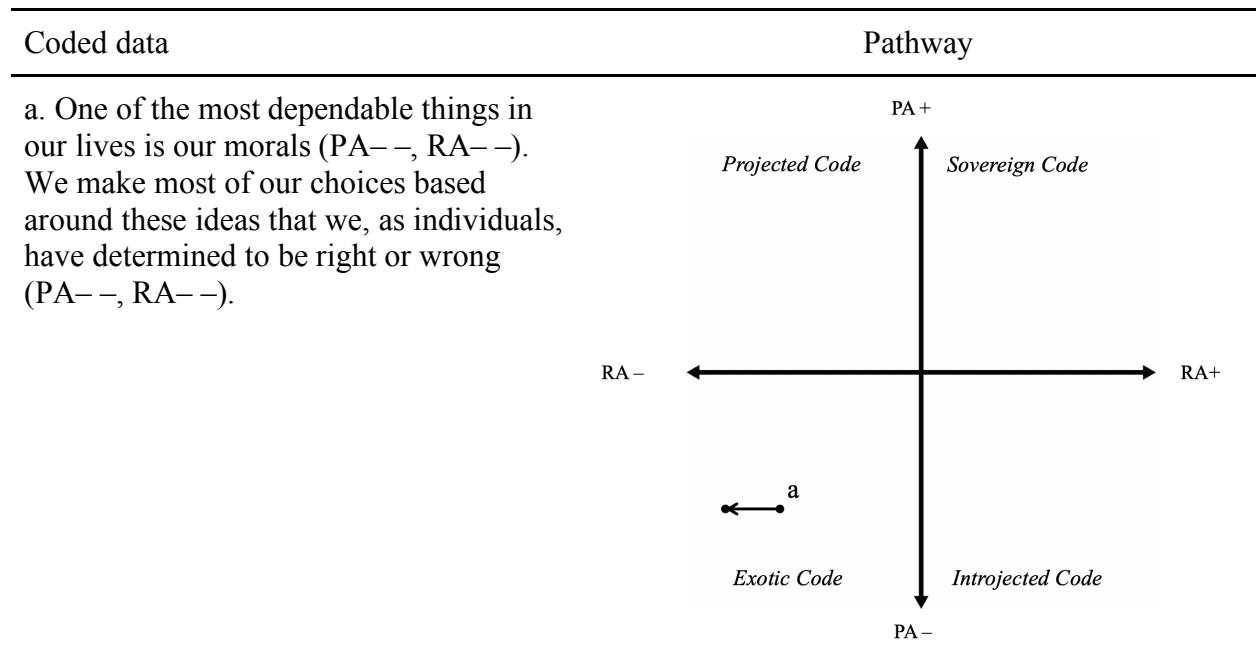 Coded data
Pathway
a. One of the most dependable things in
our lives is our morals (PA– –, RA– –).
We make most of our choices based
around these ideas that we, as individuals,
have determined to be right or wrong
(PA– –, RA– –).
PA +
Projected Code
Sovereign Code
RA –
RA+
a
Exotic Code
Introjected Code
PA –